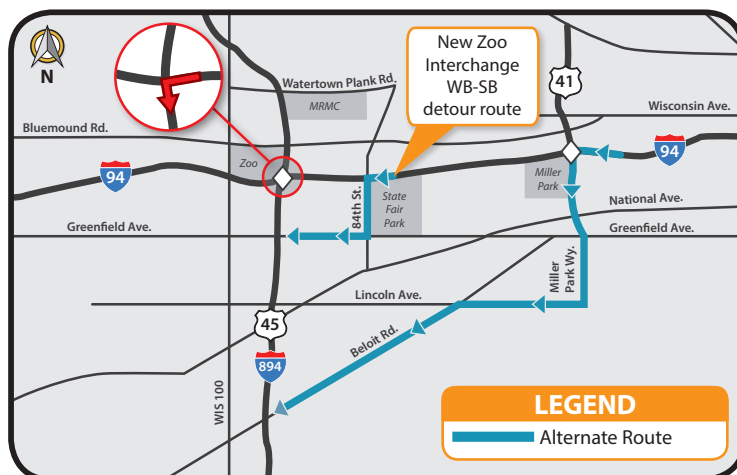 N
Watertown Plank Rd.
MRMC
New Zoo
Interchange
WB-SB
detour route
41
Wisconsin Ave.
Bluemound Rd.
Zoo
94
94
Miller
Park
State
Fair
Park
84th St.
National Ave.
Greenfield Ave.
Greenfield Ave.
Miller
Park Wy.
Lincoln Ave.
45
Beloit Rd.
894
WIS 100
LEGEND
Alternate Route